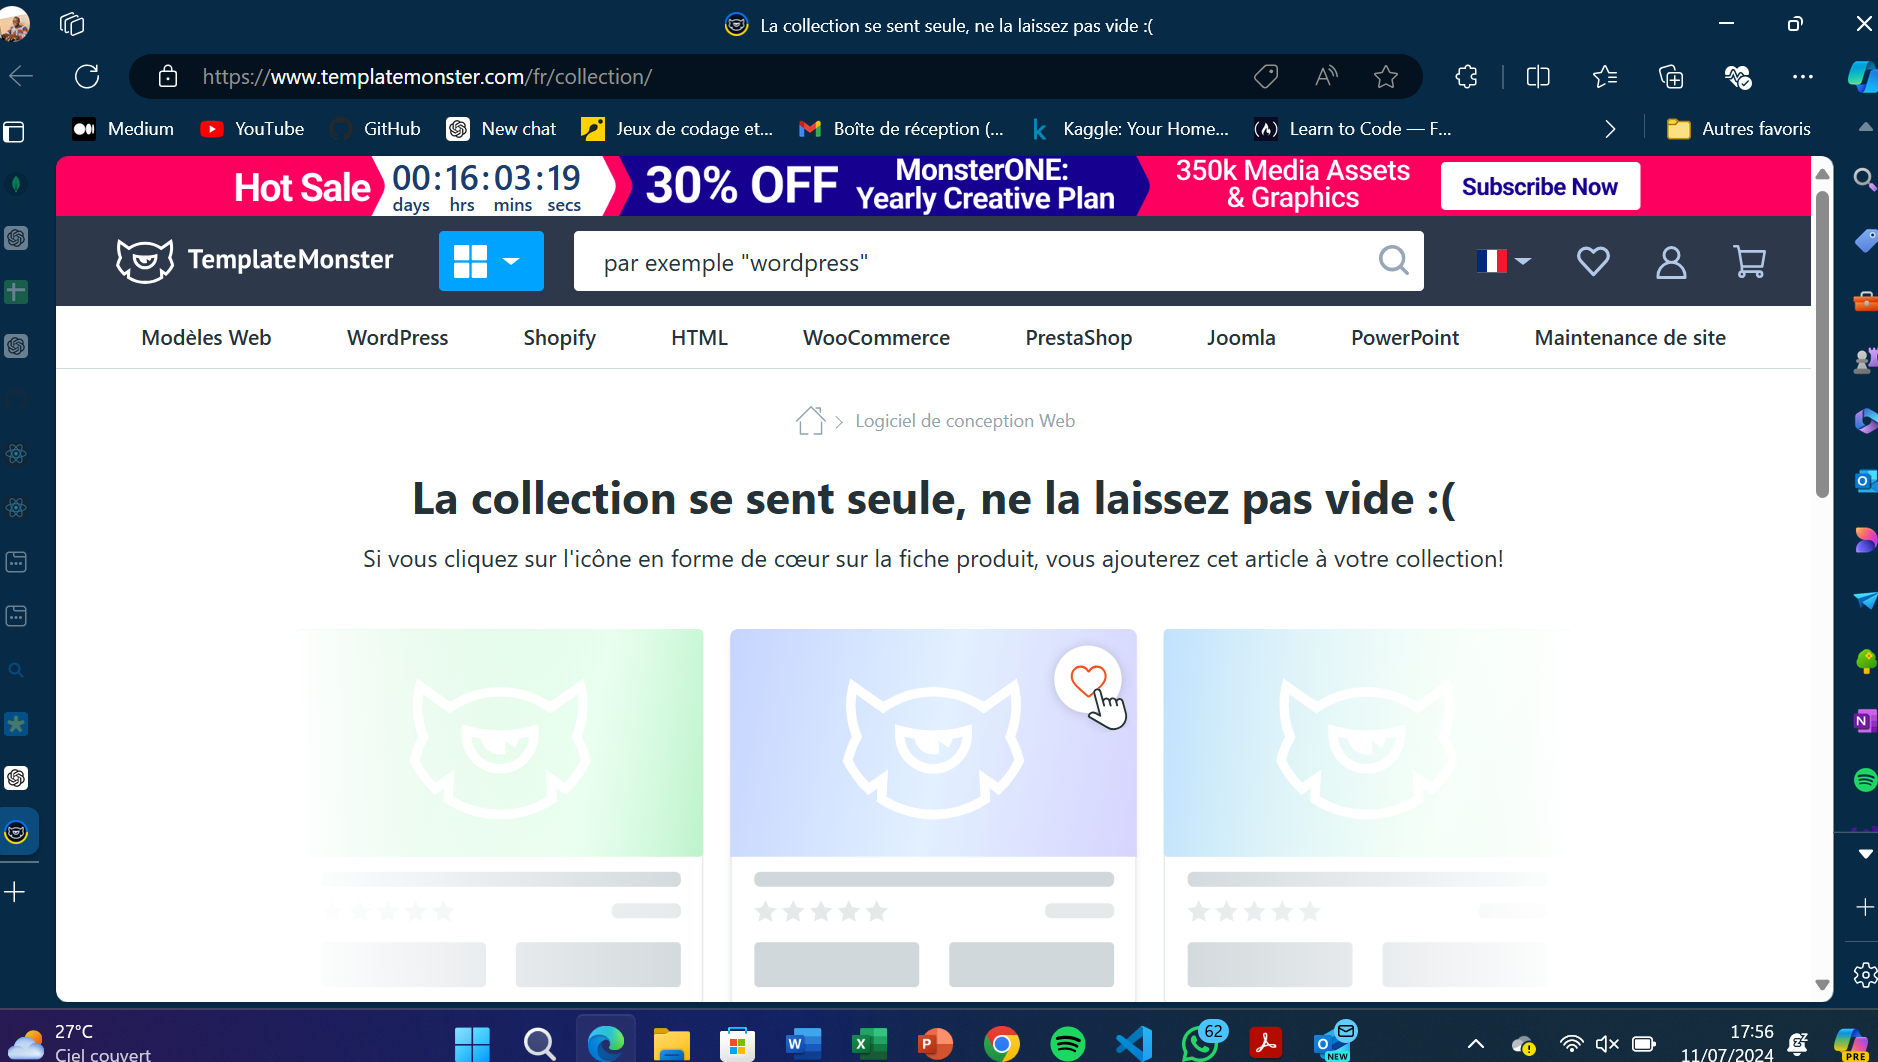 La collection se sent seule, ne la laissez pas vide :(
https://www.templatemonster.com/fr/collection/
Medium
YouTube
GitHub
New chat
Jeux de codage et...
Boîte de réception (...
Kaggle: Your Home...
Learn to Code — F...
Autres favoris
Hot Sale
00:16:03:19
days hrs mins secs
30% OFF
MonsterONE:
Yearly Creative Plan
350k Media Assets
& Graphics
Subscribe Now
TemplateMonster
par exemple "wordpress"
Modèles Web
WordPress
Shopify
HTML
WooCommerce
PrestaShop
Joomla
PowerPoint
Maintenance de site
Logiciel de conception Web
La collection se sent seule, ne la laissez pas vide :(
Si vous cliquez sur l'icône en forme de cœur sur la fiche produit, vous ajouterez cet article à votre collection!
27°C
Ciel couvert
62
NEW
17:56
11/07/2024
PRE